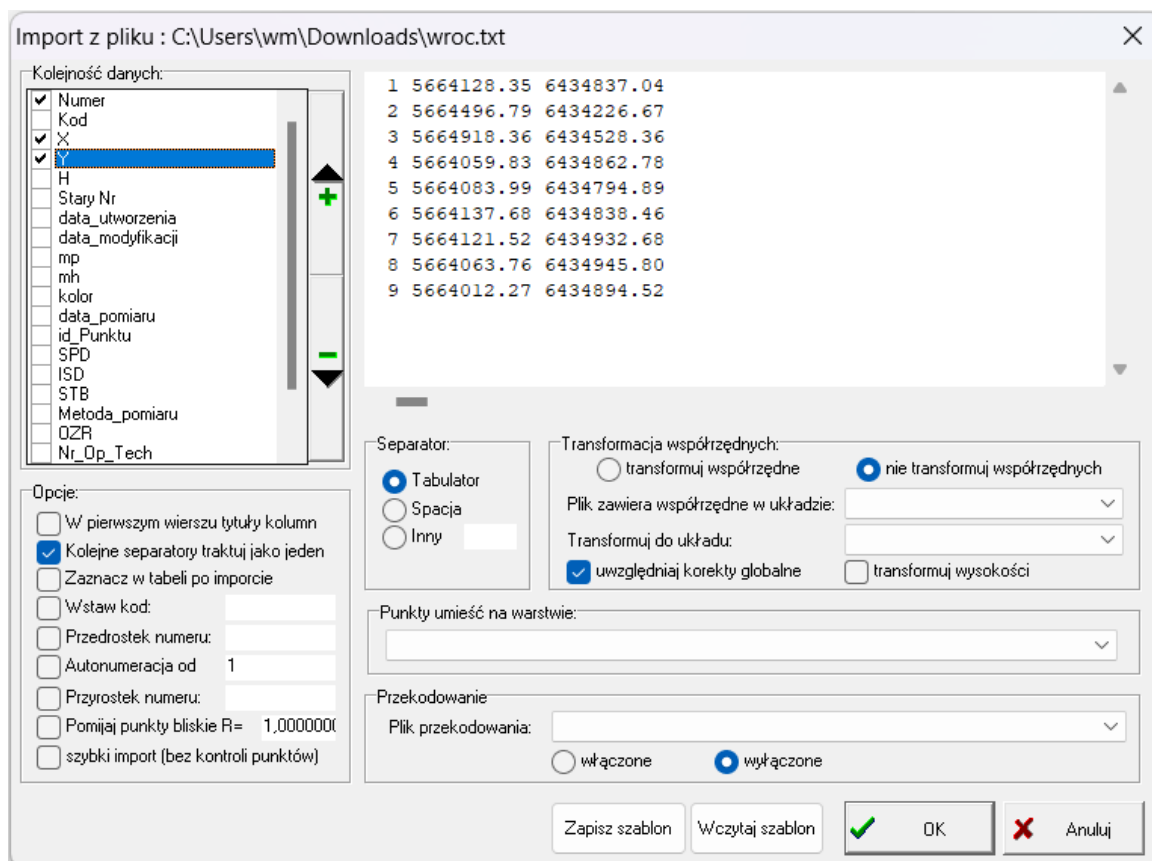 Import z pliku : C:\Users\wm\Downloads\wroc.txt
Kolejność danych:
Numer
Kod
X
Y
H
Stary Nr
data_utworzenia
data_modyfikacji
mp
mh
kolor
data_pomiaru
id_Punktu
SPD
ISD
STB
Metoda_pomiaru
OZR
Nr_Op_Tech
1 5664128.35 6434837.04
2 5664496.79 6434226.67
3 5664918.36 6434528.36
4 5664059.83 6434862.78
5 5664083.99 6434794.89
6 5664137.68 6434838.46
7 5664121.52 6434932.68
8 5664063.76 6434945.80
9 5664012.27 6434894.52
Opcje:
W pierwszym wierszu tytuły kolumn
Kolejne separatory traktuj jako jeden
Zaznacz w tabeli po imporcie
Wstaw kod:
Przedrostek numeru:
Autonumeracja od 1
Przyrostek numeru:
Pomijaj punkty bliskie R= 1,0000000
szybki import (bez kontroli punktów)
Separator:
Tabulator
Spacja
Inny
Transformacja współrzędnych:
transformuj współrzędne nie transformuj współrzędnych
Plik zawiera współrzędne w układzie:
Transformuj do układu:
uwzględniaj korekty globalne transformuj wysokości
Punkty umieść na warstwie:
Przekodowanie
Plik przekodowania:
włączone wyłączone
Zapisz szablon Wczytaj szablon OK Anuluj